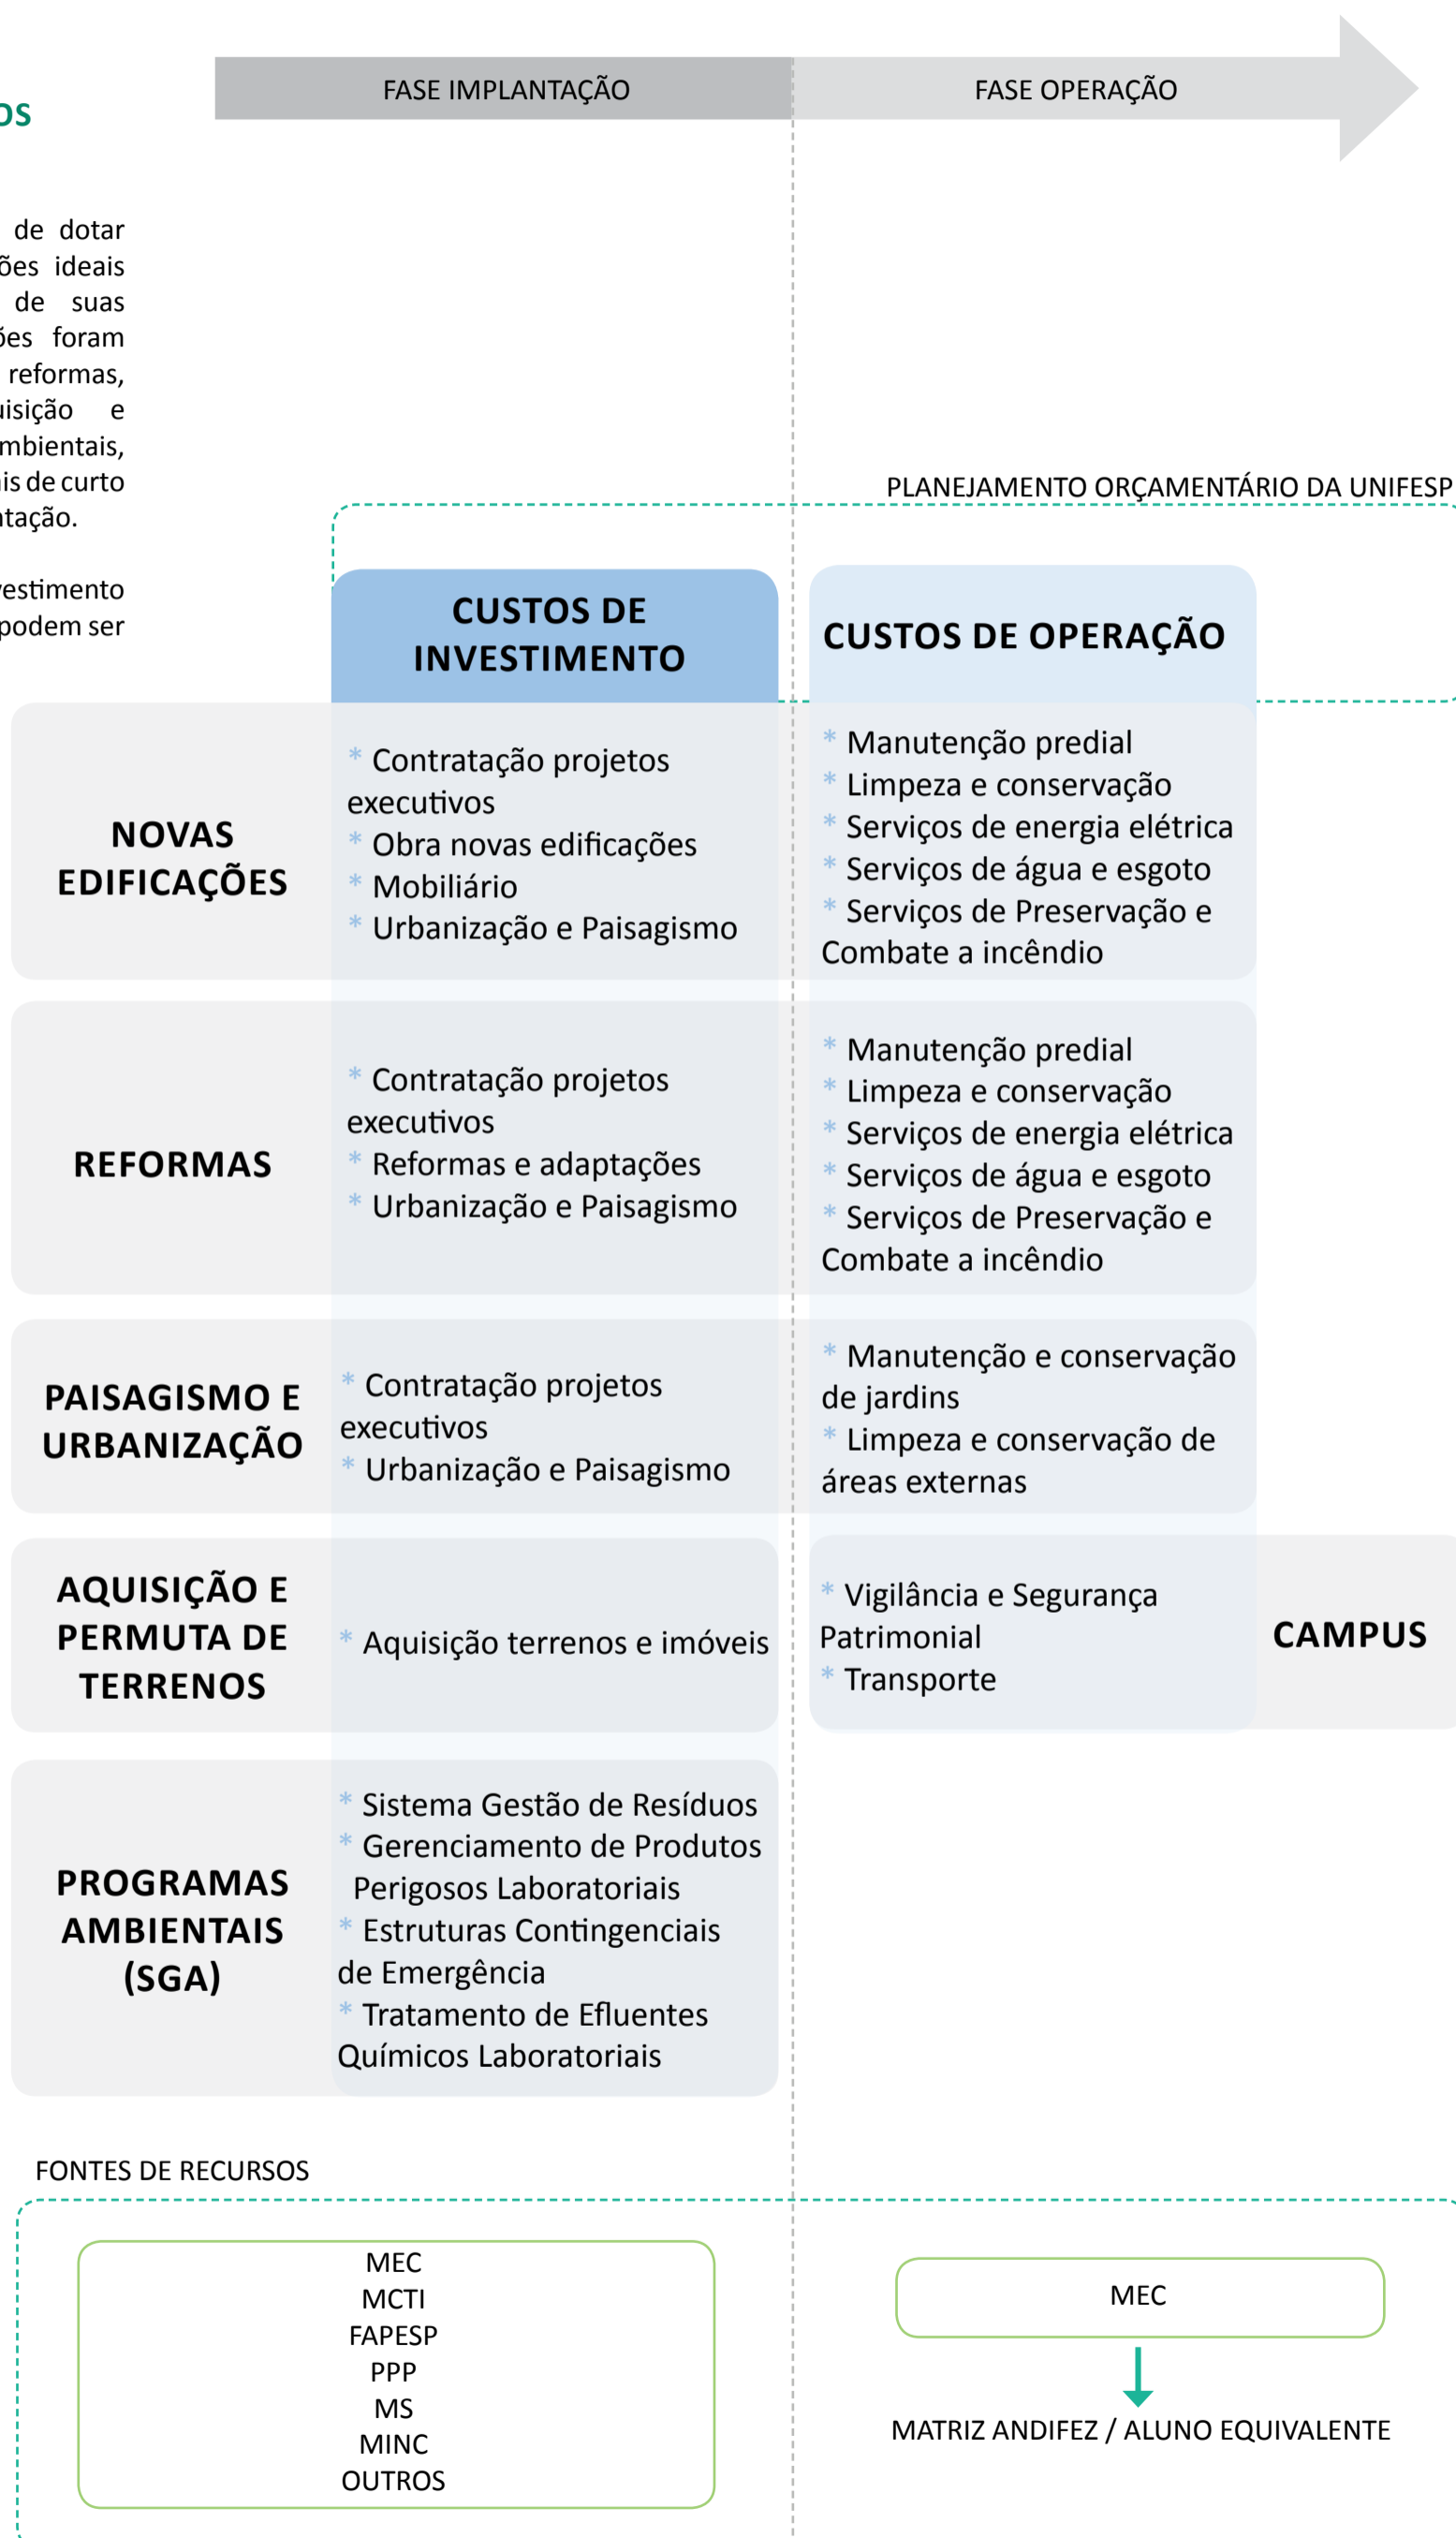 FASE IMPLANTAÇÃO
FASE OPERAÇÃO
OS
de dotar
ões ideais
de suas
ões foram
reformas,
uisição e
mbientais,
is de curto
ntação.
vestimento
podem ser
PLANEJAMENTO ORÇAMENTÁRIO DA UNIFESP
CUSTOS DE
INVESTIMENTO
CUSTOS DE OPERAÇÃO
NOVAS
EDIFICAÇÕES
* Contratação projetos
executivos
* Obra novas edificações
* Mobiliário
* Urbanização e Paisagismo
* Manutenção predial
* Limpeza e conservação
* Serviços de energia elétrica
* Serviços de água e esgoto
* Serviços de Preservação e
Combate a incêndio
REFORMAS
* Contratação projetos
executivos
* Reformas e adaptações
* Urbanização e Paisagismo
* Manutenção predial
* Limpeza e conservação
* Serviços de energia elétrica
* Serviços de água e esgoto
* Serviços de Preservação e
Combate a incêndio
PAISAGISMO E
URBANIZAÇÃO
* Contratação projetos
executivos
* Urbanização e Paisagismo
* Manutenção e conservação
de jardins
* Limpeza e conservação de
áreas externas
AQUISIÇÃO E
PERMUTA DE
TERRENOS
* Aquisição terrenos e imóveis
* Vigilância e Segurança
Patrimonial
* Transporte
CAMPUS
PROGRAMAS
AMBIENTAIS
(SGA)
* Sistema Gestão de Resíduos
* Gerenciamento de Produtos
Perigosos Laboratoriais
* Estruturas Contingenciais
de Emergência
* Tratamento de Efluentes
Químicos Laboratoriais
FONTES DE RECURSOS
MEC
MCTI
FAPESP
PPP
MS
MINC
OUTROS
MEC
MATRIZ ANDIFEZ / ALUNO EQUIVALENTE